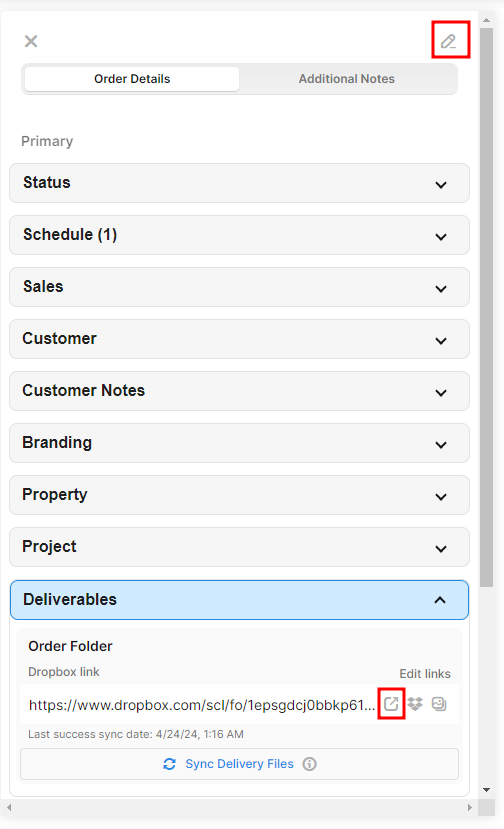 Order Details Additional Notes
Primary
Status
Schedule (1)
Sales
Customer
Customer Notes
Branding
Property
Project
Deliverables
Order Folder
Dropbox link Edit links
https://www.dropbox.com/scl/fo/1epsgdcj0bbkp61...
Last success sync date: 4/24/24, 1:16 AM
Sync Delivery Files